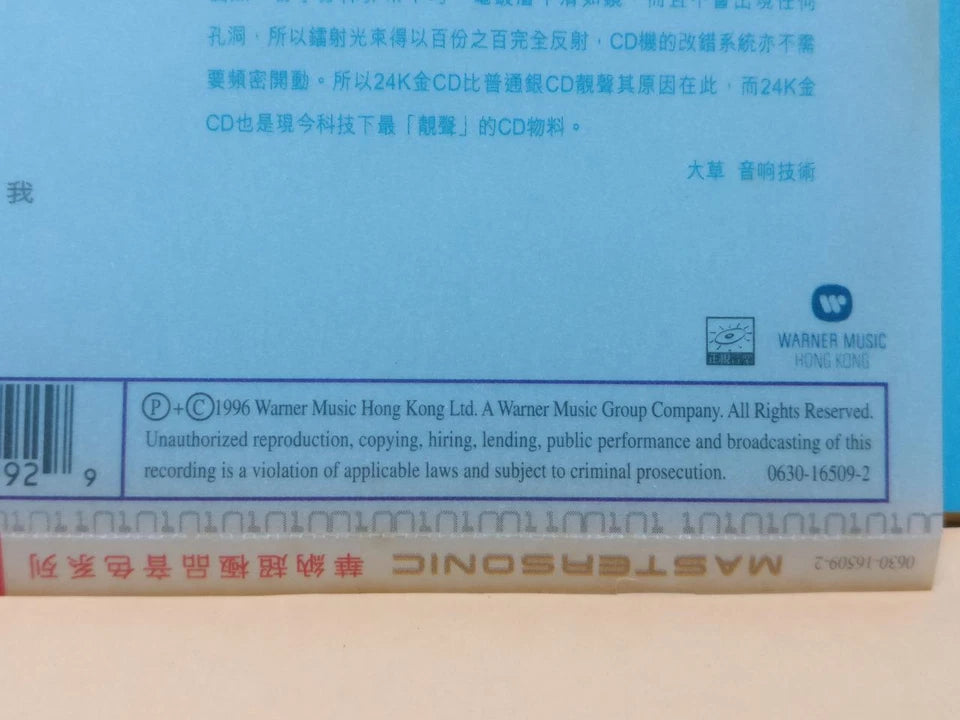 孔洞，所以鐳射光束得以百份之百完全反射，CD機的改錯系統亦不需
要頻密開動。所以24K金CD比普通銀CD靚聲其原因在此，而24K金
CD也是現今科技下最「靚聲」的CD物料。
大草 音响技術
我
WARNER MUSIC
HONG KONG
92 9
Ⓟ+Ⓒ1996 Warner Music Hong Kong Ltd. A Warner Music Group Company. All Rights Reserved.
Unauthorized reproduction, copying, hiring, lending, public performance and broadcasting of this
recording is a violation of applicable laws and subject to criminal prosecution. 0630-16509-2
0630-16509-2 MASTERSONIC 華納超極品音色系列